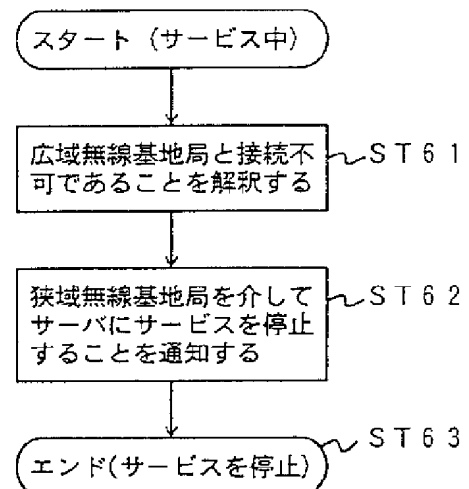 スタート（サービス中）
広域無線基地局と接続不
可であることを解釈する
ＳＴ６１
狭域無線基地局を介して
サーバにサービスを停止
することを通知する
ＳＴ６２
エンド(サービスを停止)
ＳＴ６３